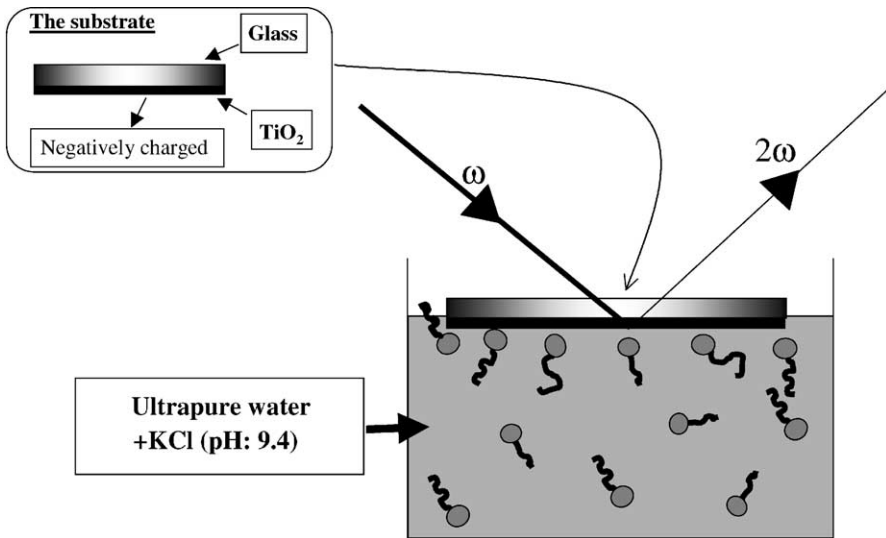 The substrate
Glass
TiO₂
Negatively charged
ω
2ω
Ultrapure water
+KCl (pH: 9.4)